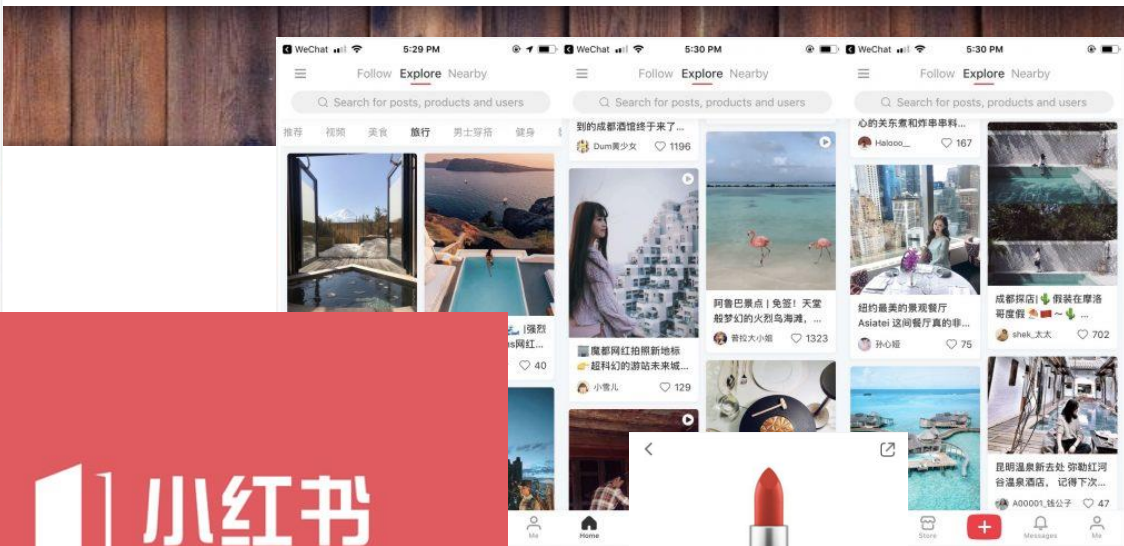 WeChat
5:29 PM
Follow Explore Nearby
Search for posts, products and users
推荐 视频 美食 旅行 男士穿搭 健身
|强烈
ns网红...
40
Me
WeChat
5:30 PM
Follow Explore Nearby
Search for posts, products and users
到的成都酒馆终于来了...
Dum黄少女 1196
魔都网红拍照新地标
超科幻的游站未来城...
小雪儿 129
阿鲁巴景点 | 免签！天堂
般梦幻的火烈鸟海滩，...
普拉大小姐 1323
Home
WeChat
5:30 PM
Follow Explore Nearby
Search for posts, products and users
心的关东煮和炸串串料...
Halooo__ 167
纽约最美的景观餐厅
Asiatei 这间餐厅真的非...
孙心娅 75
成都探店|🌵假装在摩洛
哥度假 ～🌵 ...
shek_太太 702
昆明温泉新去处 弥勒红河
谷温泉酒店， 记得下次...
A00001_钱公子 47
Store Messages Me
小红书